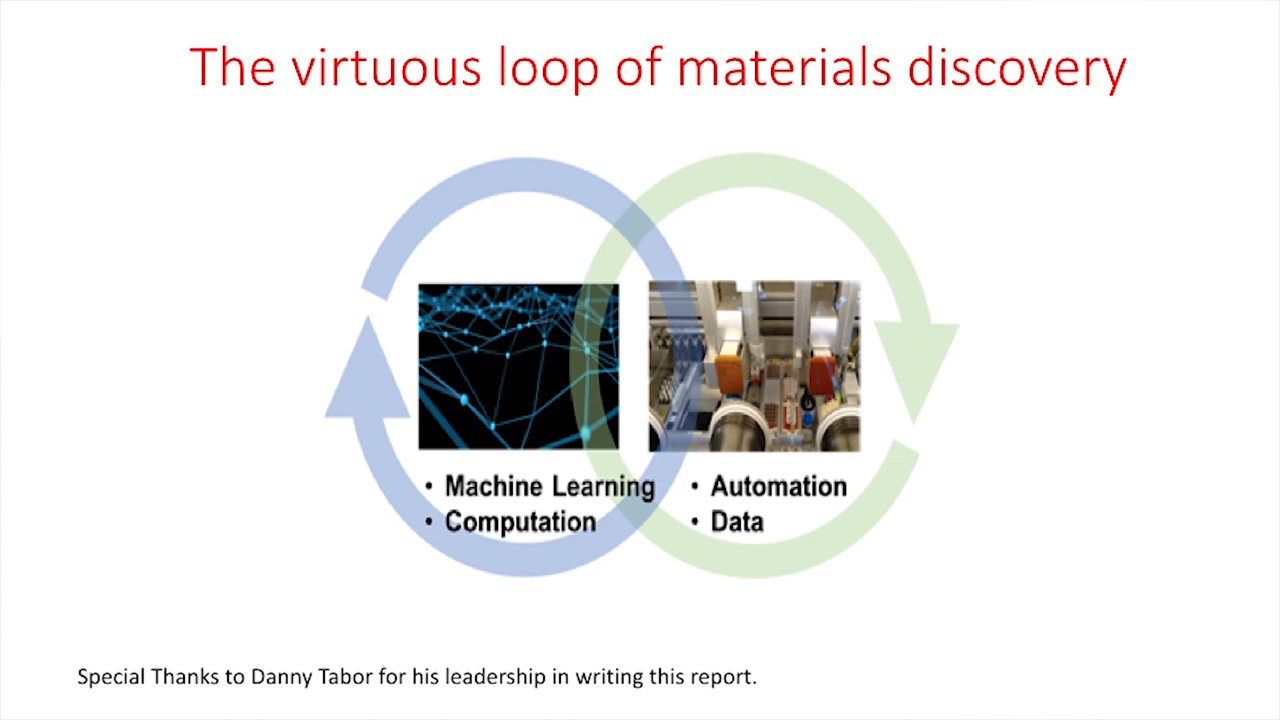 The virtuous loop of materials discovery
• Machine Learning
• Computation
• Automation
• Data
Special Thanks to Danny Tabor for his leadership in writing this report.